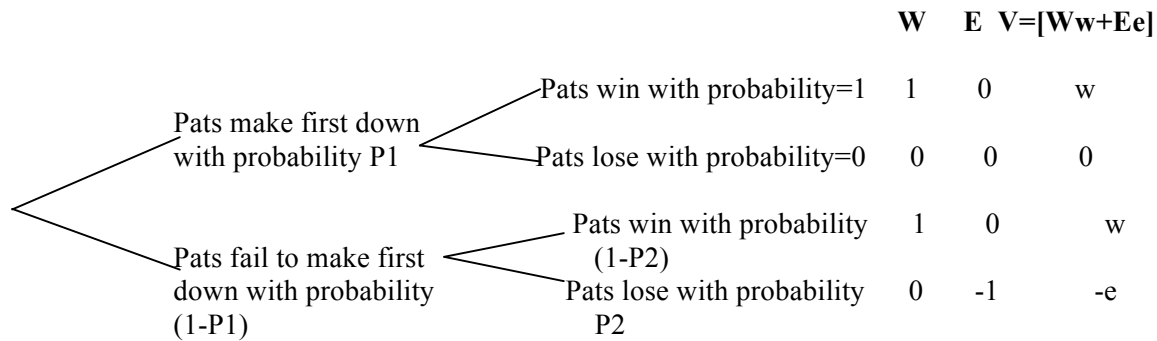 W E V=[Ww+Ee]
Pats win with probability=1 1 0 w
Pats make first down
with probability P1
Pats lose with probability=0 0 0 0
Pats win with probability 1 0 w
(1-P2)
Pats fail to make first
down with probability
(1-P1)
Pats lose with probability 0 -1 -e
P2